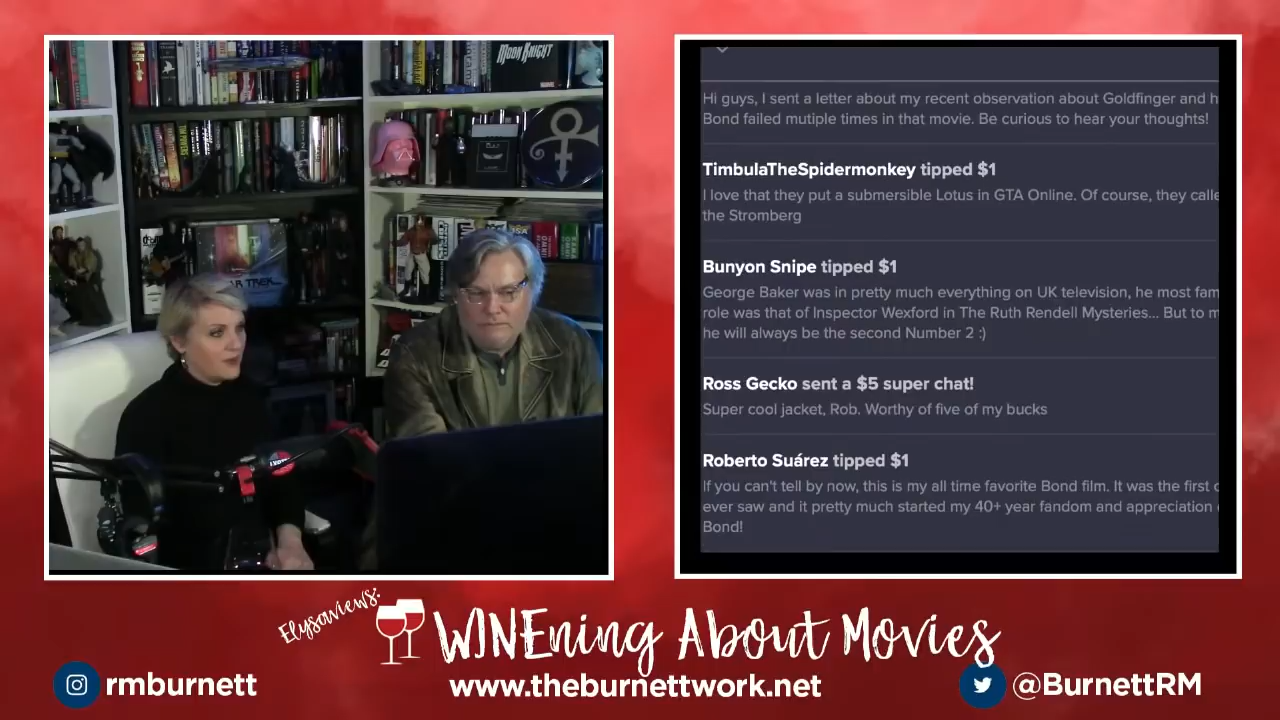 MOON KNIGHT
STAR TREK
Hi guys, I sent a letter about my recent observation about Goldfinger and h
Bond failed mutiple times in that movie. Be curious to hear your thoughts!
TimbulaTheSpidermonkey tipped $1
I love that they put a submersible Lotus in GTA Online. Of course, they calle
the Stromberg
Bunyon Snipe tipped $1
George Baker was in pretty much everything on UK television, he most fam
role was that of Inspector Wexford in The Ruth Rendell Mysteries... But to m
he will always be the second Number 2 :)
Ross Gecko sent a $5 super chat!
Super cool jacket, Rob. Worthy of five of my bucks
Roberto Suárez tipped $1
If you can't tell by now, this is my all time favorite Bond film. It was the first
ever saw and it pretty much started my 40+ year fandom and appreciation
Bond!
Elysaviews:
WINEning About Movies
rmburnett
www.theburnettwork.net
@BurnettRM